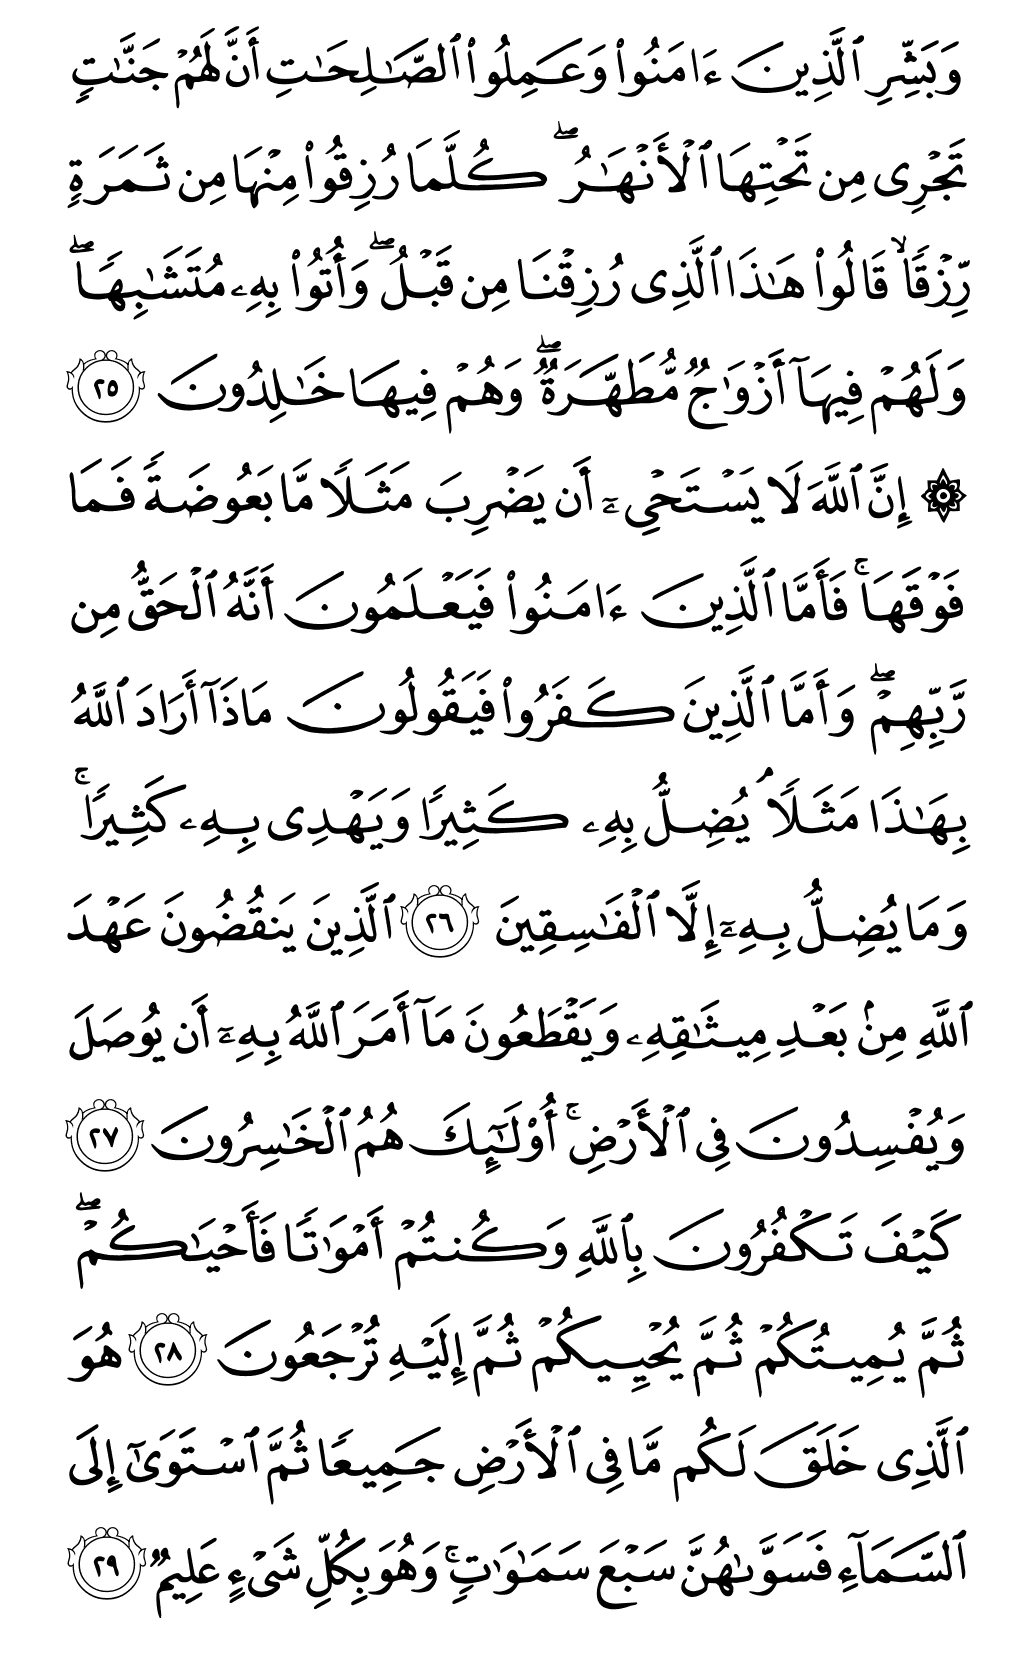 وَبَشِّرِ ٱلَّذِينَ ءَامَنُوا۟ وَعَمِلُوا۟ ٱلصَّـٰلِحَـٰتِ أَنَّ لَهُمْ جَنَّـٰتٍ
تَجْرِى مِن تَحْتِهَا ٱلْأَنْهَـٰرُ ۖ كُلَّمَا رُزِقُوا۟ مِنْهَا مِن ثَمَرَةٍ
رِّزْقًا ۙ قَالُوا۟ هَـٰذَا ٱلَّذِى رُزِقْنَا مِن قَبْلُ ۖ وَأُتُوا۟ بِهِۦ مُتَشَـٰبِهًا ۖ
وَلَهُمْ فِيهَآ أَزْوَٰجٌ مُّطَهَّرَةٌ ۖ وَهُمْ فِيهَا خَـٰلِدُونَ ٢٥
۞ إِنَّ ٱللَّهَ لَا يَسْتَحْىِۦٓ أَن يَضْرِبَ مَثَلًا مَّا بَعُوضَةً فَمَا
فَوْقَهَا ۚ فَأَمَّا ٱلَّذِينَ ءَامَنُوا۟ فَيَعْلَمُونَ أَنَّهُ ٱلْحَقُّ مِن
رَّبِّهِمْ ۖ وَأَمَّا ٱلَّذِينَ كَفَرُوا۟ فَيَقُولُونَ مَاذَآ أَرَادَ ٱللَّهُ
بِهَـٰذَا مَثَلًا ۘ يُضِلُّ بِهِۦ كَثِيرًا وَيَهْدِى بِهِۦ كَثِيرًا ۚ
وَمَا يُضِلُّ بِهِۦٓ إِلَّا ٱلْفَـٰسِقِينَ ٢٦ ٱلَّذِينَ يَنقُضُونَ عَهْدَ
ٱللَّهِ مِنۢ بَعْدِ مِيثَـٰقِهِۦ وَيَقْطَعُونَ مَآ أَمَرَ ٱللَّهُ بِهِۦٓ أَن يُوصَلَ
وَيُفْسِدُونَ فِى ٱلْأَرْضِ ۚ أُو۟لَـٰٓئِكَ هُمُ ٱلْخَـٰسِرُونَ ٢٧
كَيْفَ تَكْفُرُونَ بِٱللَّهِ وَكُنتُمْ أَمْوَٰتًا فَأَحْيَـٰكُمْ ۖ
ثُمَّ يُمِيتُكُمْ ثُمَّ يُحْيِيكُمْ ثُمَّ إِلَيْهِ تُرْجَعُونَ ٢٨ هُوَ
ٱلَّذِى خَلَقَ لَكُم مَّا فِى ٱلْأَرْضِ جَمِيعًا ثُمَّ ٱسْتَوَىٰٓ إِلَى
ٱلسَّمَآءِ فَسَوَّىٰهُنَّ سَبْعَ سَمَـٰوَٰتٍ ۚ وَهُوَ بِكُلِّ شَىْءٍ عَلِيمٌ ٢٩